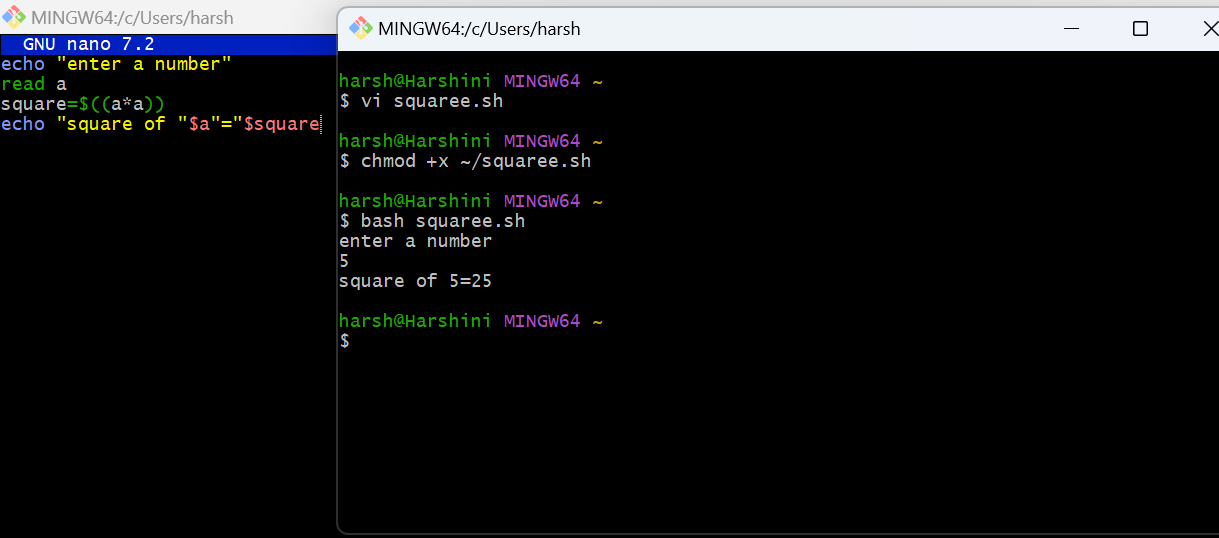 MINGW64:/c/Users/harsh
GNU nano 7.2
echo "enter a number"
read a
square=$((a*a))
echo "square of "$a"="$square
MINGW64:/c/Users/harsh
harsh@Harshini MINGW64 ~
$ vi squaree.sh
harsh@Harshini MINGW64 ~
$ chmod +x ~/squaree.sh
harsh@Harshini MINGW64 ~
$ bash squaree.sh
enter a number
5
square of 5=25
harsh@Harshini MINGW64 ~
$